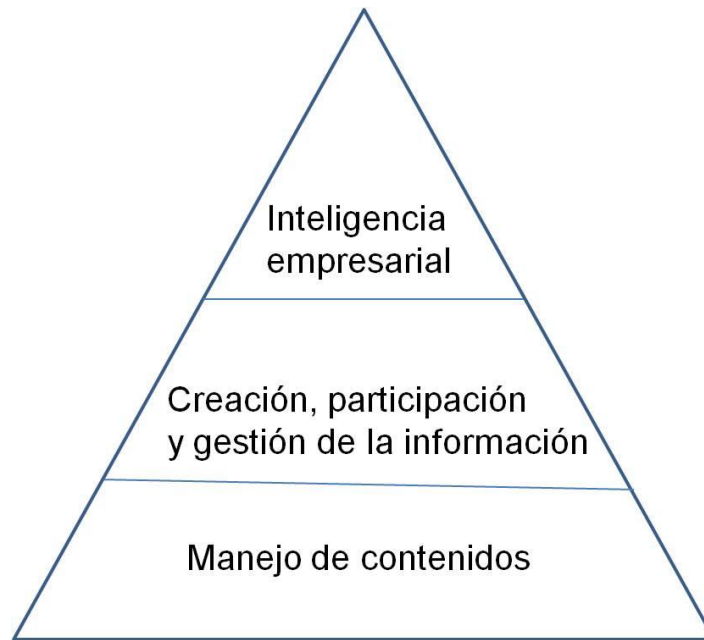 Inteligencia
empresarial
Creación, participación
y gestión de la información
Manejo de contenidos